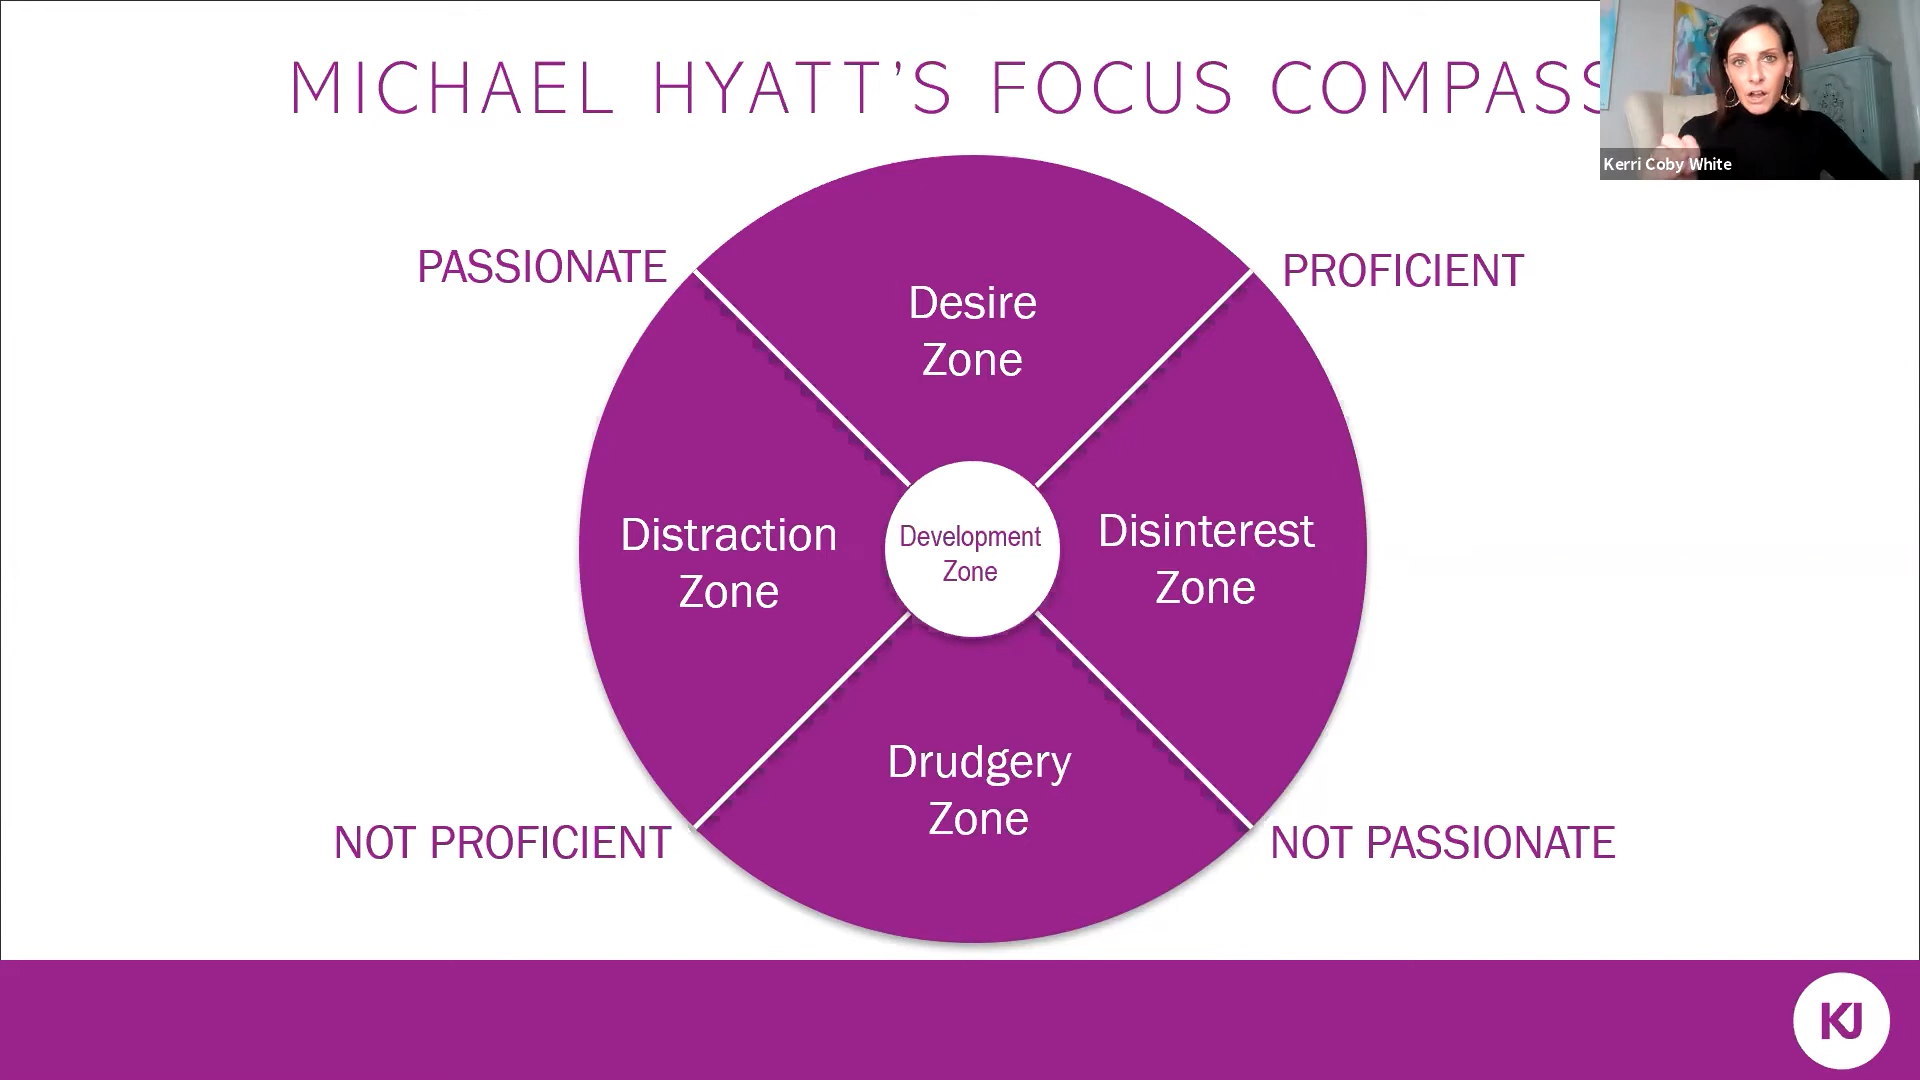 MICHAEL HYATT'S FOCUS COMPASS
Kerri Coby White
PASSIONATE
PROFICIENT
Desire
Zone
Distraction
Zone
Development
Zone
Disinterest
Zone
Drudgery
Zone
NOT PROFICIENT
NOT PASSIONATE
KJ